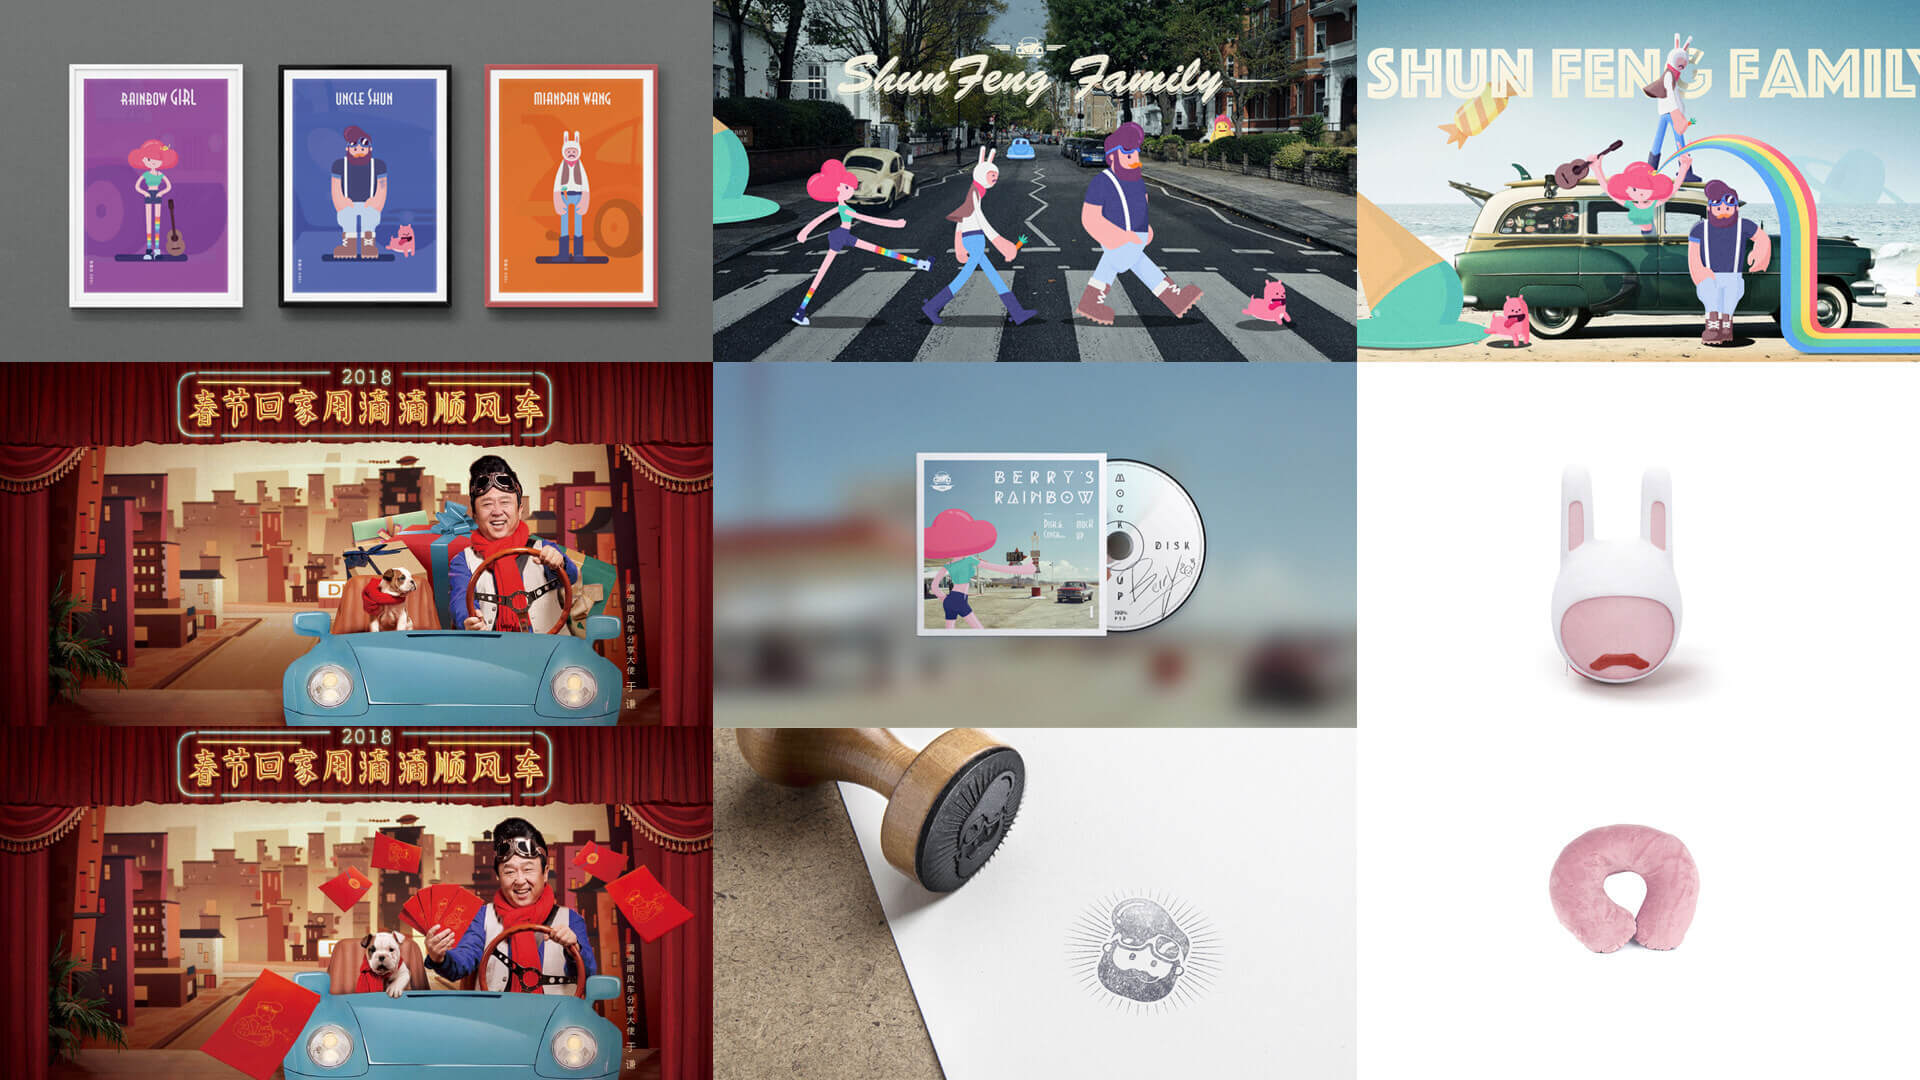 RAINBOW GIRL
UNCLE SHUN
MIANDAN WANG
ShunFeng Family
SHUN FENG FAMILY
2018
春节回家用滴滴顺风车
滴滴顺风车分享大使 于谦
BERRY'S
RAINBOW
DISK &
MOCK
UP
MOCK UP
DISK
Berry
100%
PSD
2018
春节回家用滴滴顺风车
滴滴顺风车分享大使 于谦